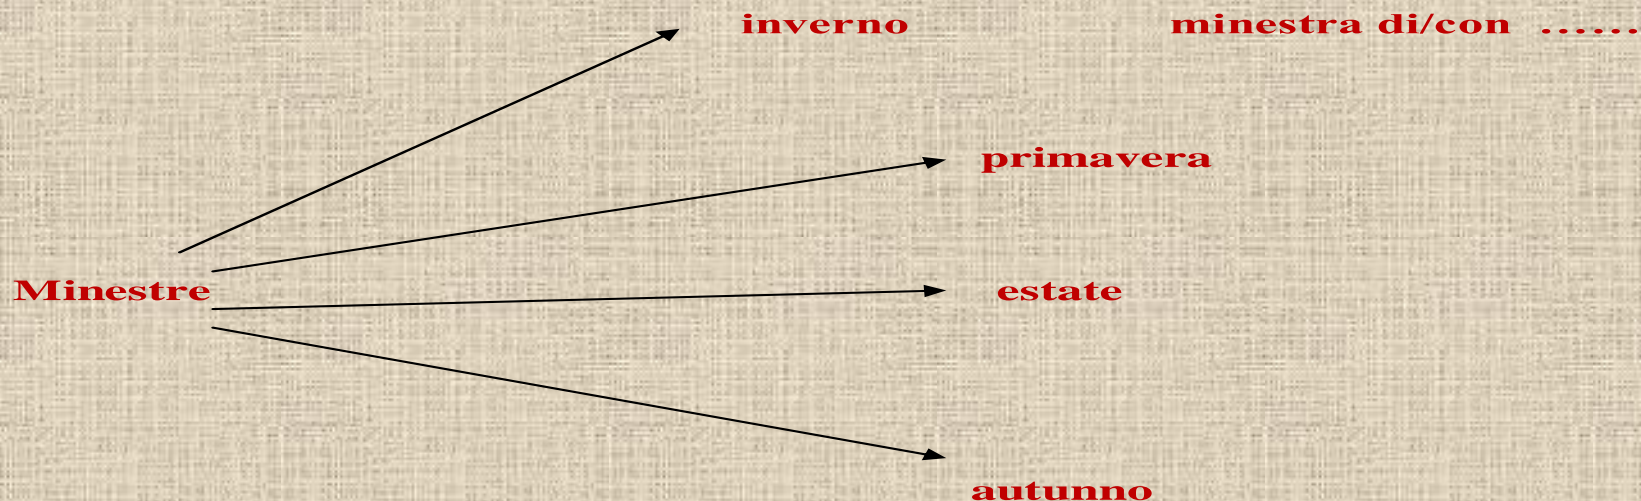 inverno minestra di/con ......
primavera
Minestre estate
autunno